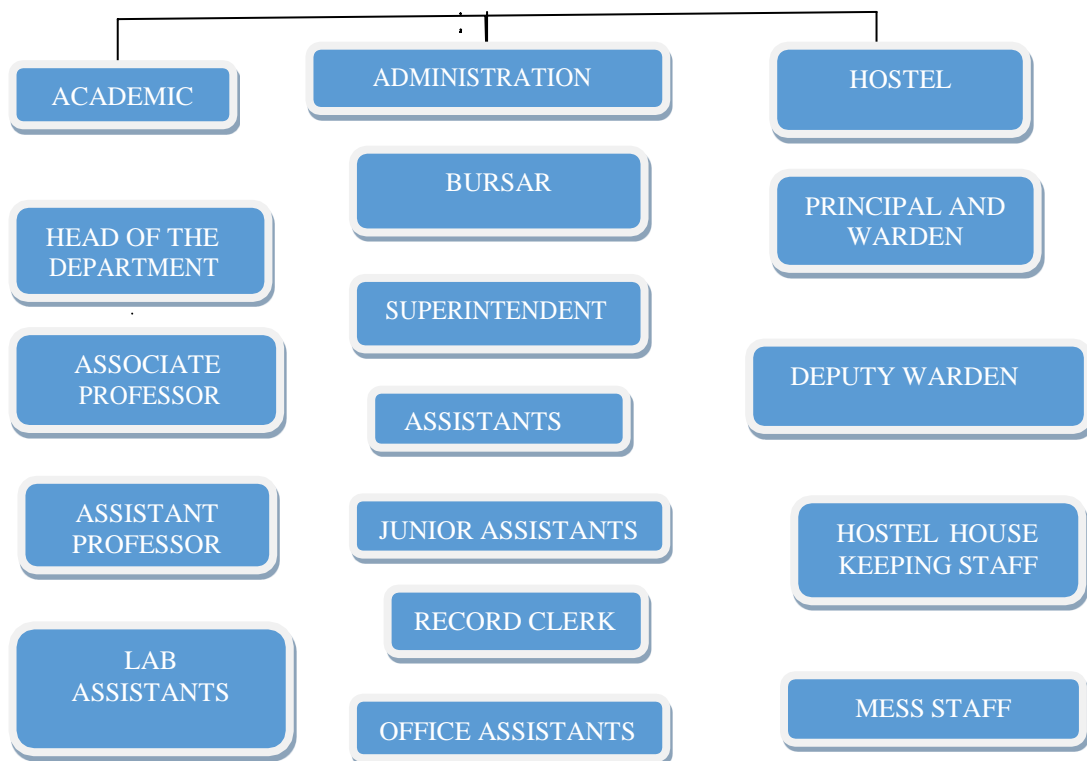 ACADEMIC
HEAD OF THE
DEPARTMENT
ASSOCIATE
PROFESSOR
ASSISTANT
PROFESSOR
LAB
ASSISTANTS
ADMINISTRATION
BURSAR
SUPERINTENDENT
ASSISTANTS
JUNIOR ASSISTANTS
RECORD CLERK
OFFICE ASSISTANTS
HOSTEL
PRINCIPAL AND
WARDEN
DEPUTY WARDEN
HOSTEL HOUSE
KEEPING STAFF
MESS STAFF